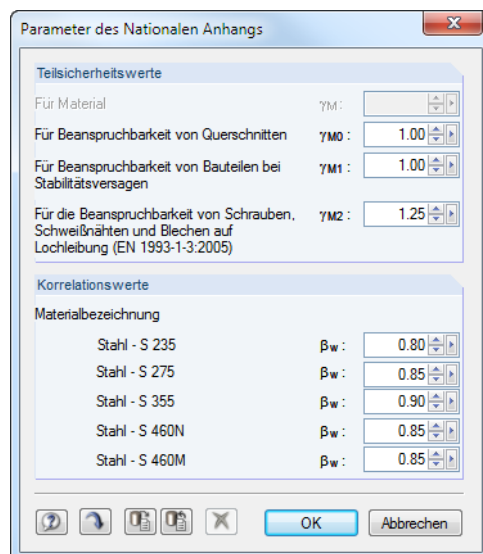 Parameter des Nationalen Anhangs
Teilsicherheitswerte
Für Material γM :
Für Beanspruchbarkeit von Querschnitten γM0 : 1.00
Für Beanspruchbarkeit von Bauteilen bei γM1 : 1.00
Stabilitätsversagen
Für die Beanspruchbarkeit von Schrauben, γM2 : 1.25
Schweißnähten und Blechen auf
Lochleibung (EN 1993-1-3:2005)
Korrelationswerte
Materialbezeichnung
Stahl - S 235 βw : 0.80
Stahl - S 275 βw : 0.85
Stahl - S 355 βw : 0.90
Stahl - S 460N βw : 0.85
Stahl - S 460M βw : 0.85
OK Abbrechen